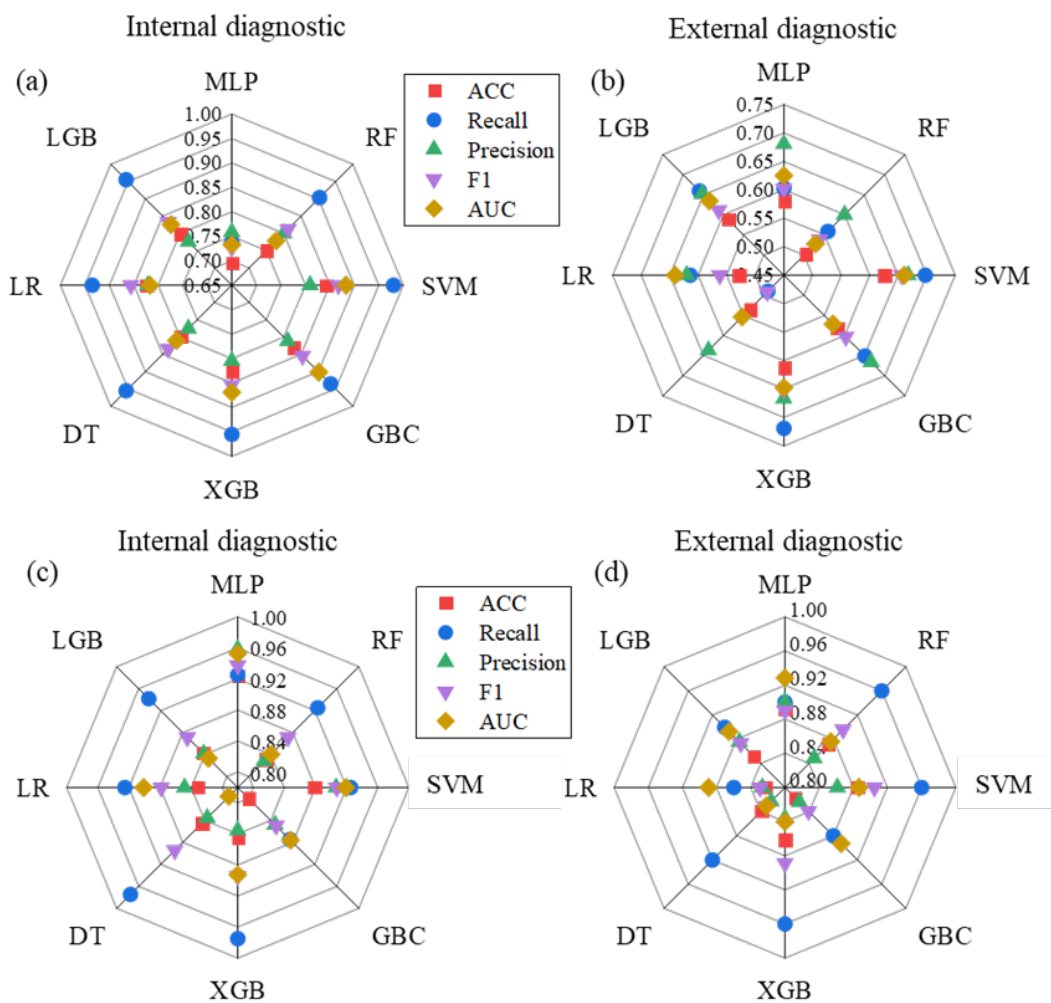 Internal diagnostic
External diagnostic
(a)
MLP
RF
SVM
GBC
XGB
DT
LR
LGB
1.00
0.95
0.90
0.85
0.80
0.75
0.70
0.65
ACC
Recall
Precision
F1
AUC
(b)
MLP
RF
SVM
GBC
XGB
DT
LR
LGB
0.75
0.70
0.65
0.60
0.55
0.50
0.45
Internal diagnostic
External diagnostic
(c)
MLP
RF
SVM
GBC
XGB
DT
LR
LGB
1.00
0.96
0.92
0.88
0.84
0.80
ACC
Recall
Precision
F1
AUC
(d)
MLP
RF
SVM
GBC
XGB
DT
LR
LGB
1.00
0.96
0.92
0.88
0.84
0.80